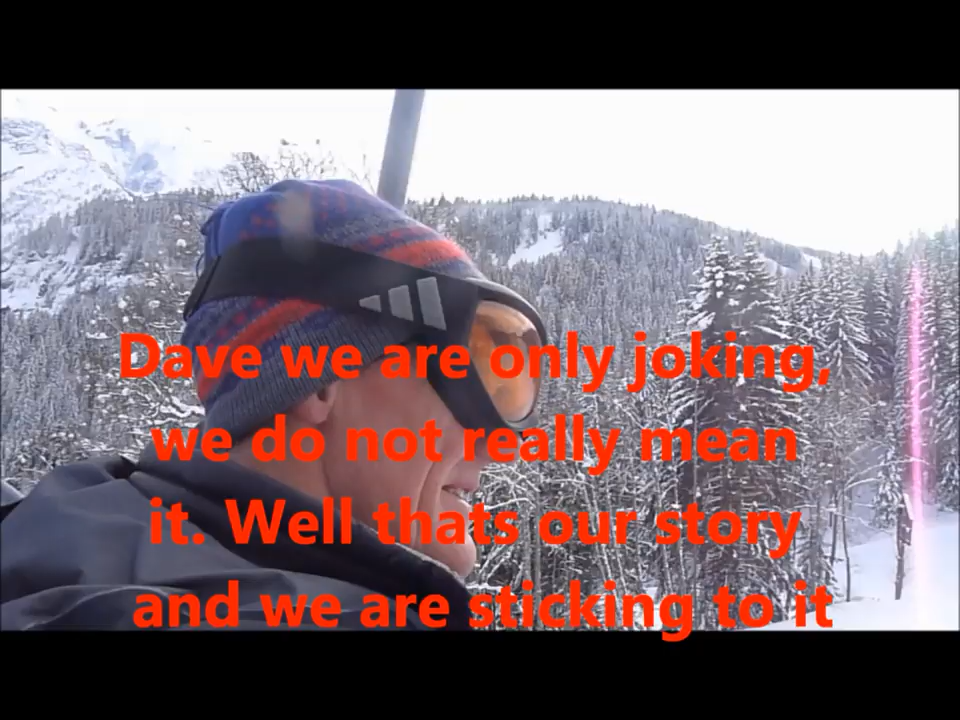 Dave we are only joking,
we do not really mean
it. Well thats our story
and we are sticking to it